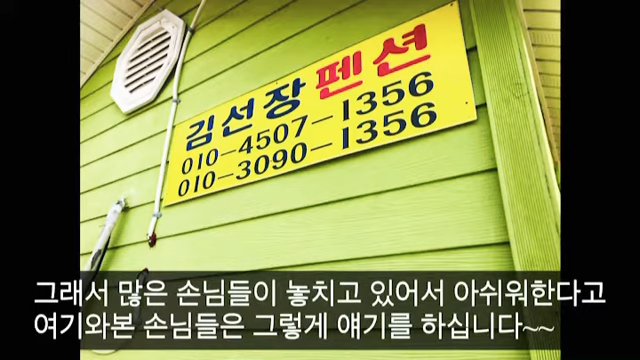 김선장펜션
010-4507-1356
010-3090-1356
그래서 많은 손님들이 놓치고 있어서 아쉬워한다고
여기와본 손님들은 그렇게 얘기를 하십니다~~